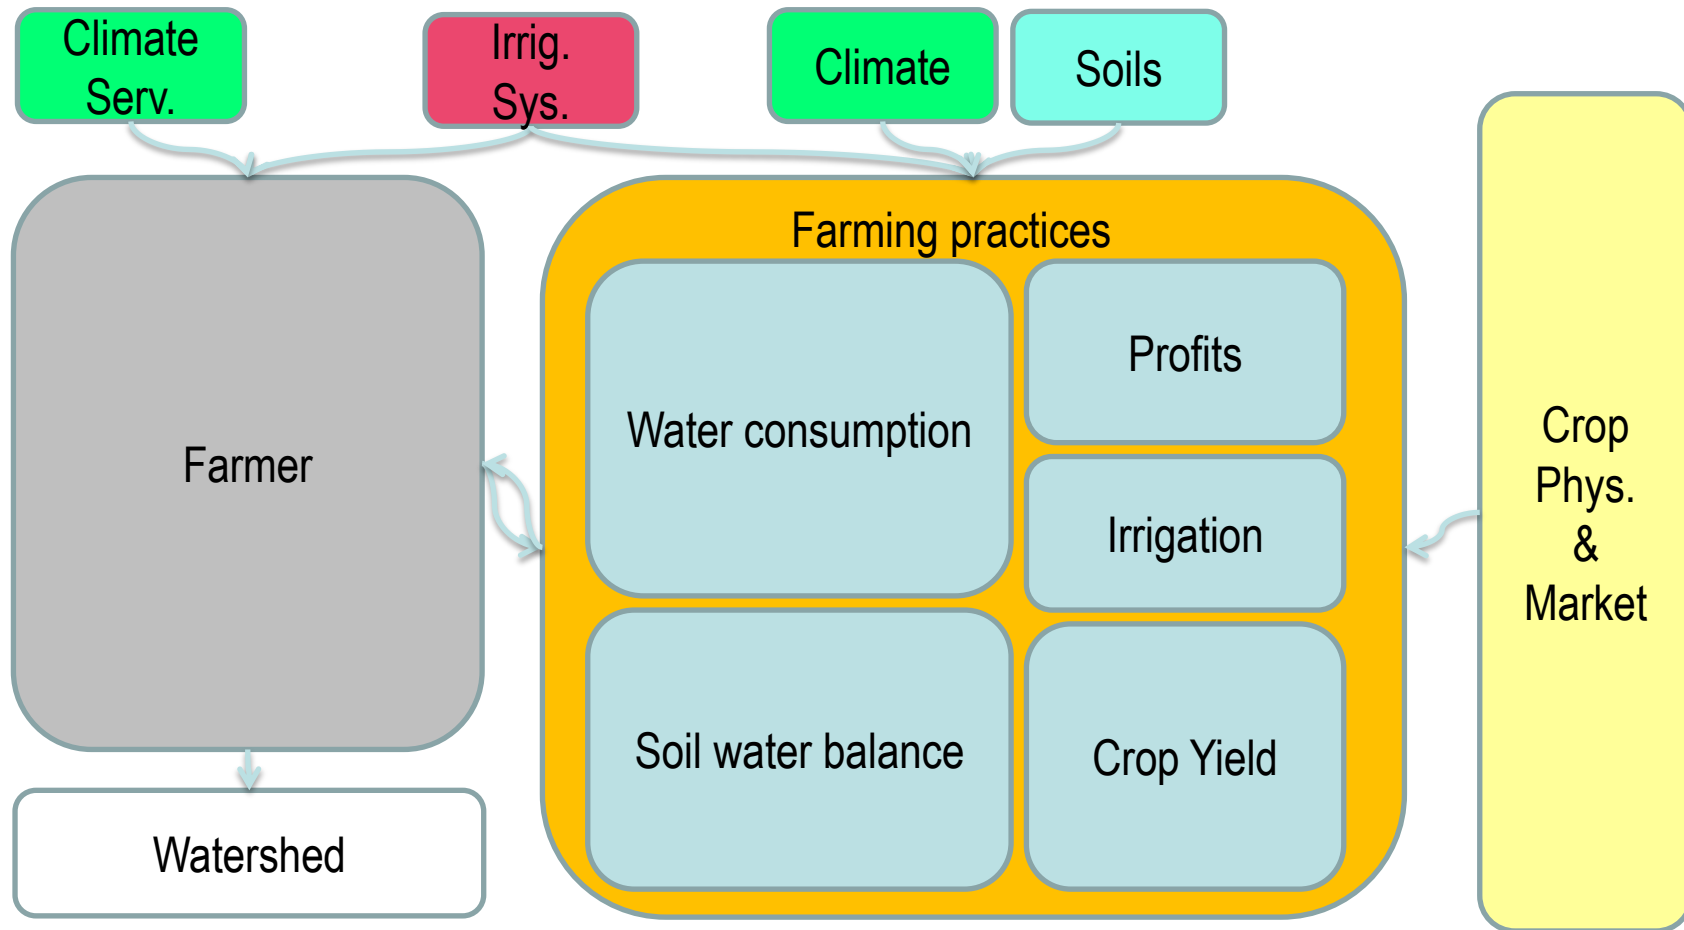 Climate
Serv.
Irrig.
Sys.
Climate
Soils
Farming practices
Farmer
Water consumption
Profits
Irrigation
Soil water balance
Crop Yield
Watershed
Crop
Phys.
&
Market